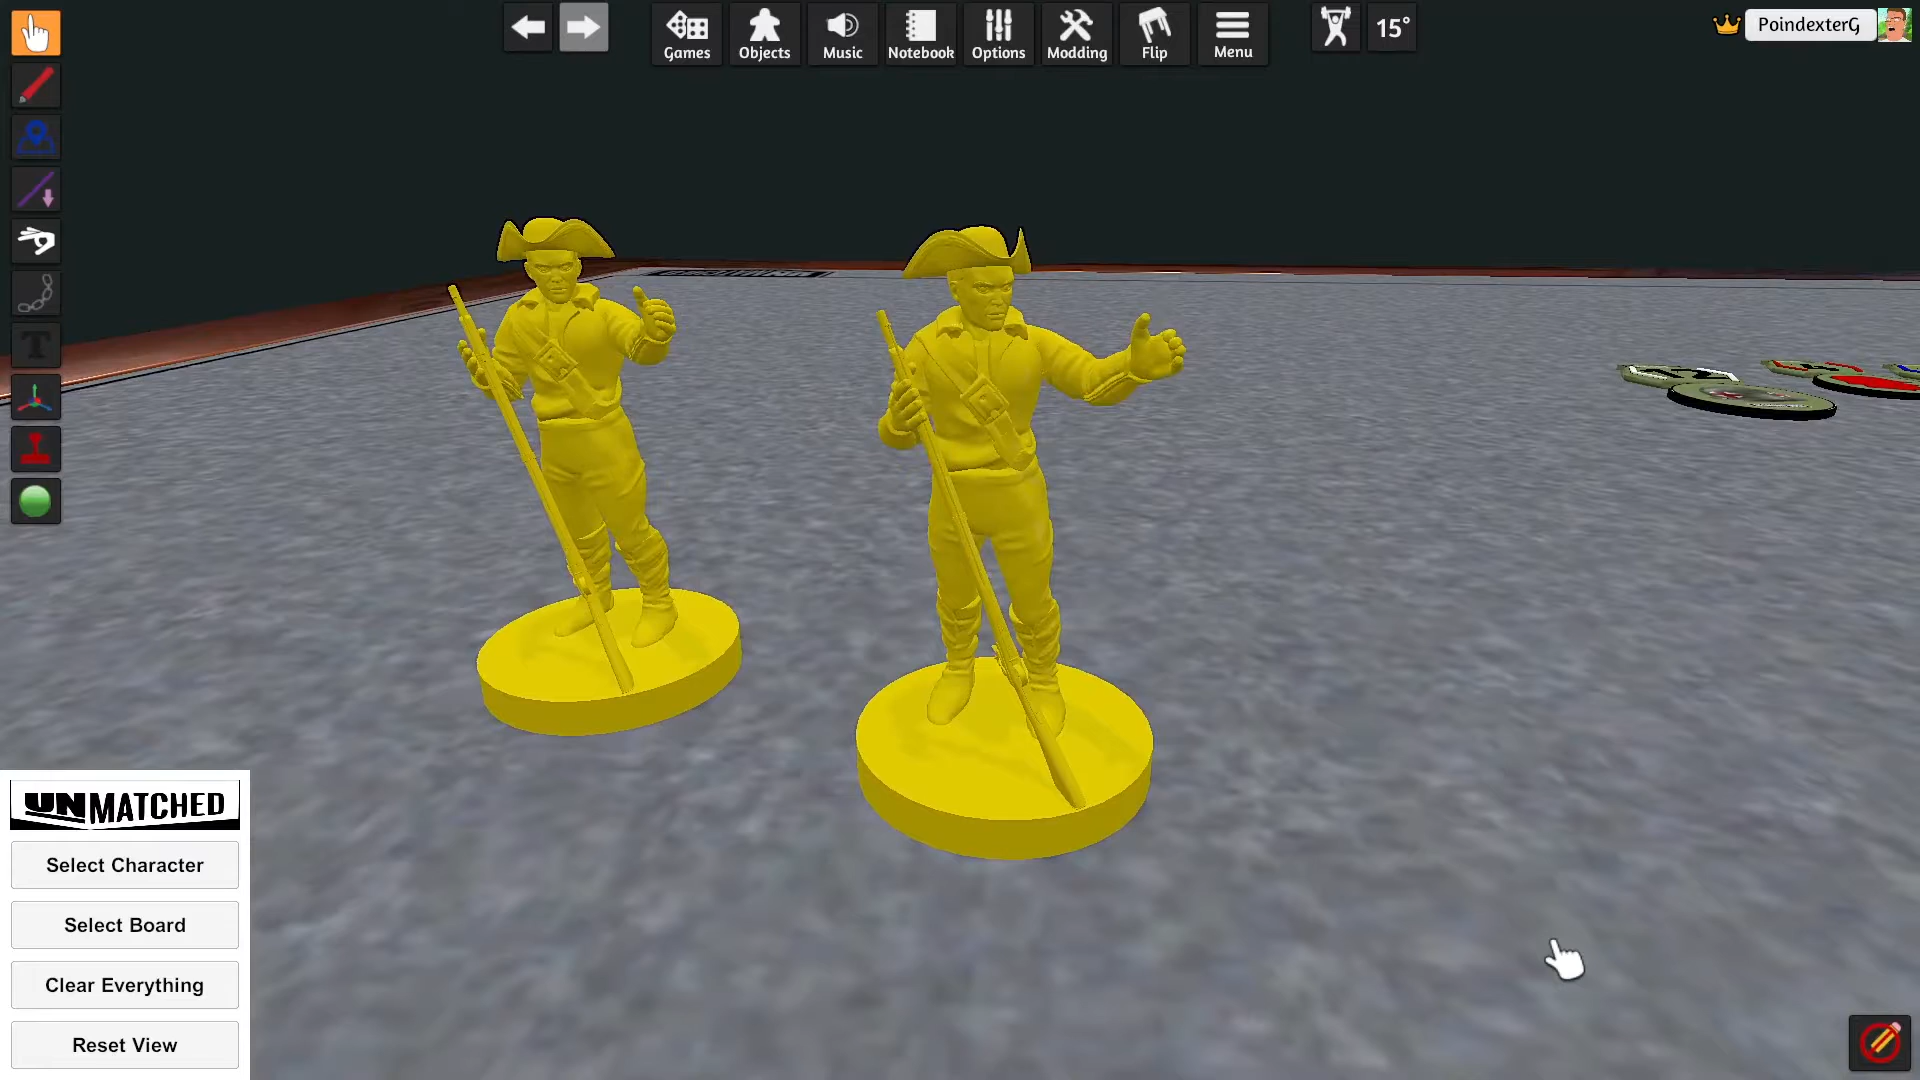 Games
Objects
Music
Notebook
Options
Modding
Flip
Menu
15°
PoindexterG
T
UNMATCHED
Select Character
Select Board
Clear Everything
Reset View